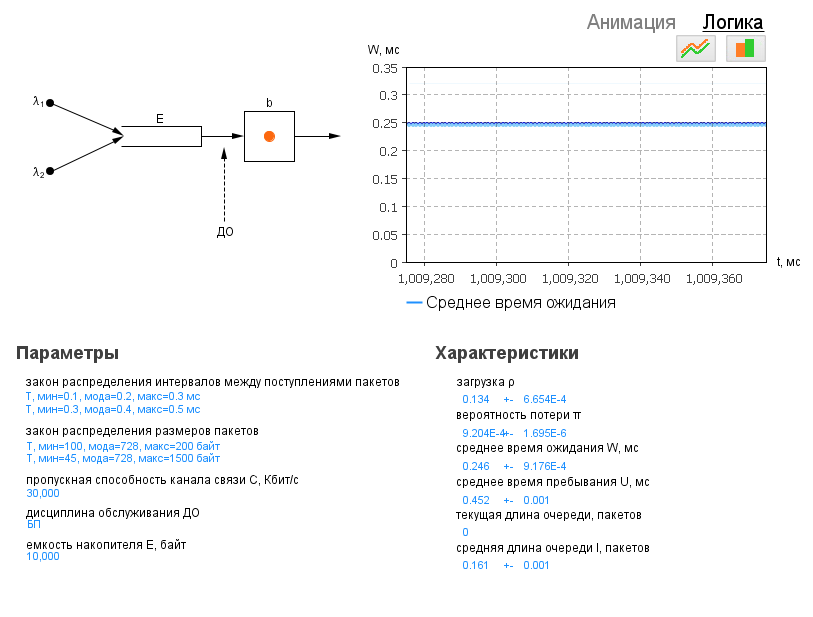 Анимация Логика
W, мс
0.35
0.3
0.25
0.2
0.15
0.1
0.05
0
1,009,280 1,009,300 1,009,320 1,009,340 1,009,360
t, мс
Среднее время ожидания
λ1
λ2
E
b
ДО
Параметры
закон распределения интервалов между поступлениями пакетов
T, мин=0.1, мода=0.2, макс=0.3 мс
T, мин=0.3, мода=0.4, макс=0.5 мс
закон распределения размеров пакетов
T, мин=100, мода=728, макс=200 байт
T, мин=45, мода=728, макс=1500 байт
пропускная способность канала связи С, Кбит/с
30,000
дисциплина обслуживания ДО
БП
емкость накопителя E, байт
10,000
Характеристики
загрузка ρ
0.134 +- 6.654E-4
вероятность потери π
9.204E-4+- 1.695E-6
среднее время ожидания W, мс
0.246 +- 9.176E-4
среднее время пребывания U, мс
0.452 +- 0.001
текущая длина очереди, пакетов
0
средняя длина очереди l, пакетов
0.161 +- 0.001